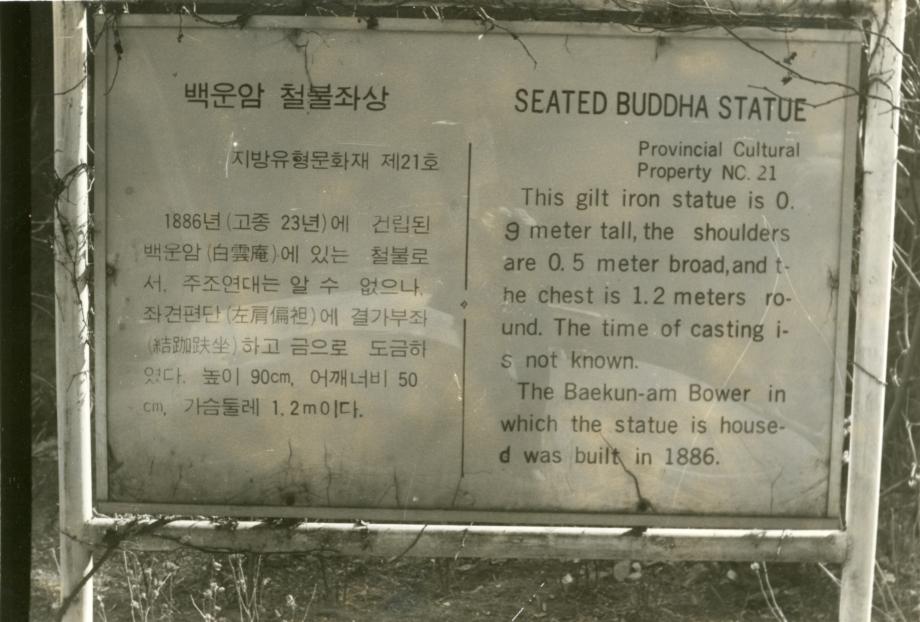 백운암 철불좌상
지방유형문화재 제21호
1886년(고종 23년)에 건립된
백운암(白雲庵)에 있는 철불로
서, 주조연대는 알 수 없으나,
좌견편단(左肩偏袒)에 결가부좌
(結跏趺坐)하고 금으로 도금하
였다. 높이 90cm, 어깨너비 50
cm, 가슴둘레 1.2m이다.
SEATED BUDDHA STATUE
Provincial Cultural
Property NC. 21
This gilt iron statue is 0.
9 meter tall, the shoulders
are 0.5 meter broad, and t-
he chest is 1.2 meters ro-
und. The time of casting i-
s not known.
The Baekun-am Bower in
which the statue is house-
d was built in 1886.